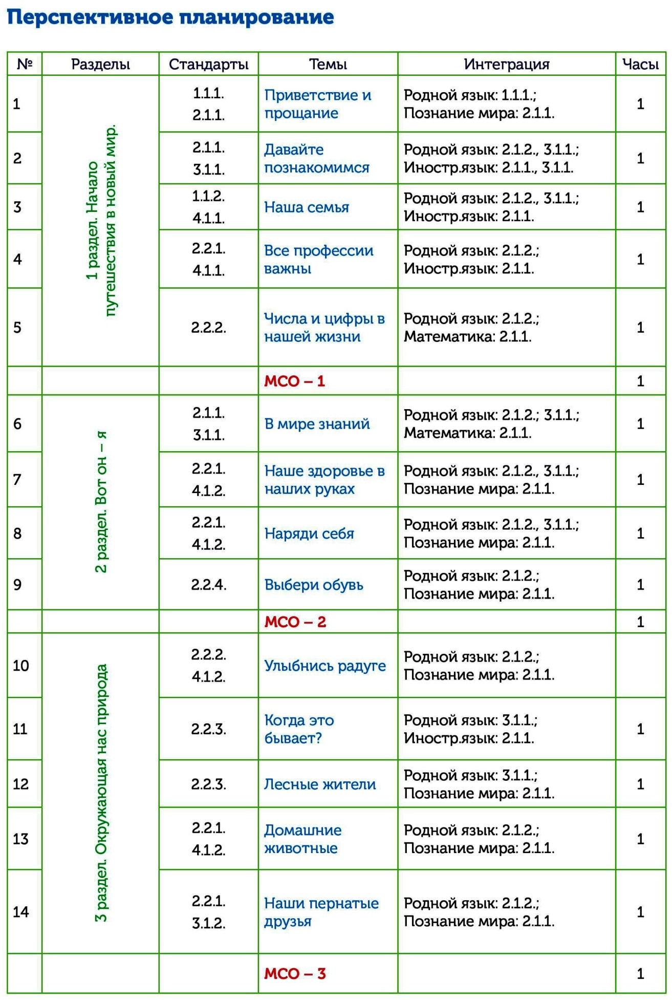 Перспективное планирование
№ Разделы Стандарты Темы Интеграция Часы
1 раздел. Начало
путешествия в новый мир.
1 1.1.1. Приветствие и Родной язык: 1.1.1.; 1
2.1.1. прощание Познание мира: 2.1.1.
2 2.1.1. Давайте Родной язык: 2.1.2., 3.1.1.; 1
3.1.1. познакомимся Иностр.язык: 2.1.1., 3.1.1.
3 1.1.2. Наша семья Родной язык: 2.1.2., 3.1.1.; 1
4.1.1. Иностр.язык: 2.1.1.
4 2.2.1. Все профессии Родной язык: 2.1.2.; 1
4.1.1. важны Иностр.язык: 2.1.1.
5 2.2.2. Числа и цифры в Родной язык: 2.1.2.; 1
нашей жизни Математика: 2.1.1.
МСО – 1 1
2 раздел. Вот он – я
6 2.1.1. В мире знаний Родной язык: 2.1.2.; 3.1.1.; 1
3.1.1. Математика: 2.1.1.
7 2.2.1. Наше здоровье в Родной язык: 2.1.2., 3.1.1.; 1
4.1.2. наших руках Познание мира: 2.1.1.
8 2.2.1. Наряди себя Родной язык: 2.1.2., 3.1.1.; 1
4.1.2. Познание мира: 2.1.1.
9 2.2.4. Выбери обувь Родной язык: 2.1.2.; 1
Познание мира: 2.1.1.
МСО – 2 1
3 раздел. Окружающая нас природа
10 2.2.2. Улыбнись радуге Родной язык: 2.1.2.;
4.1.2. Познание мира: 2.1.1.
11 2.2.3. Когда это Родной язык: 3.1.1.; 1
бывает? Иностр.язык: 2.1.1.
12 2.2.3. Лесные жители Родной язык: 3.1.1.; 1
Познание мира: 2.1.1.
13 2.2.1. Домашние Родной язык: 2.1.2.; 1
4.1.2. животные Познание мира: 2.1.1.
14 2.2.1. Наши пернатые Родной язык: 2.1.2.; 1
3.1.2. друзья Познание мира: 2.1.1.
МСО – 3 1